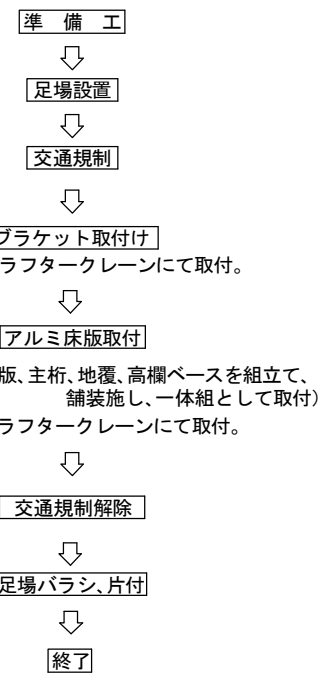 準 備 工
足場設置
交通規制
ブラケット取付け
ラフタークレーンにて取付。
アルミ床版取付
版、主桁、地覆、高欄ベースを組立て、
舗装施し、一体組として取付)
ラフタークレーンにて取付。
交通規制解除
足場バラシ、片付
終了